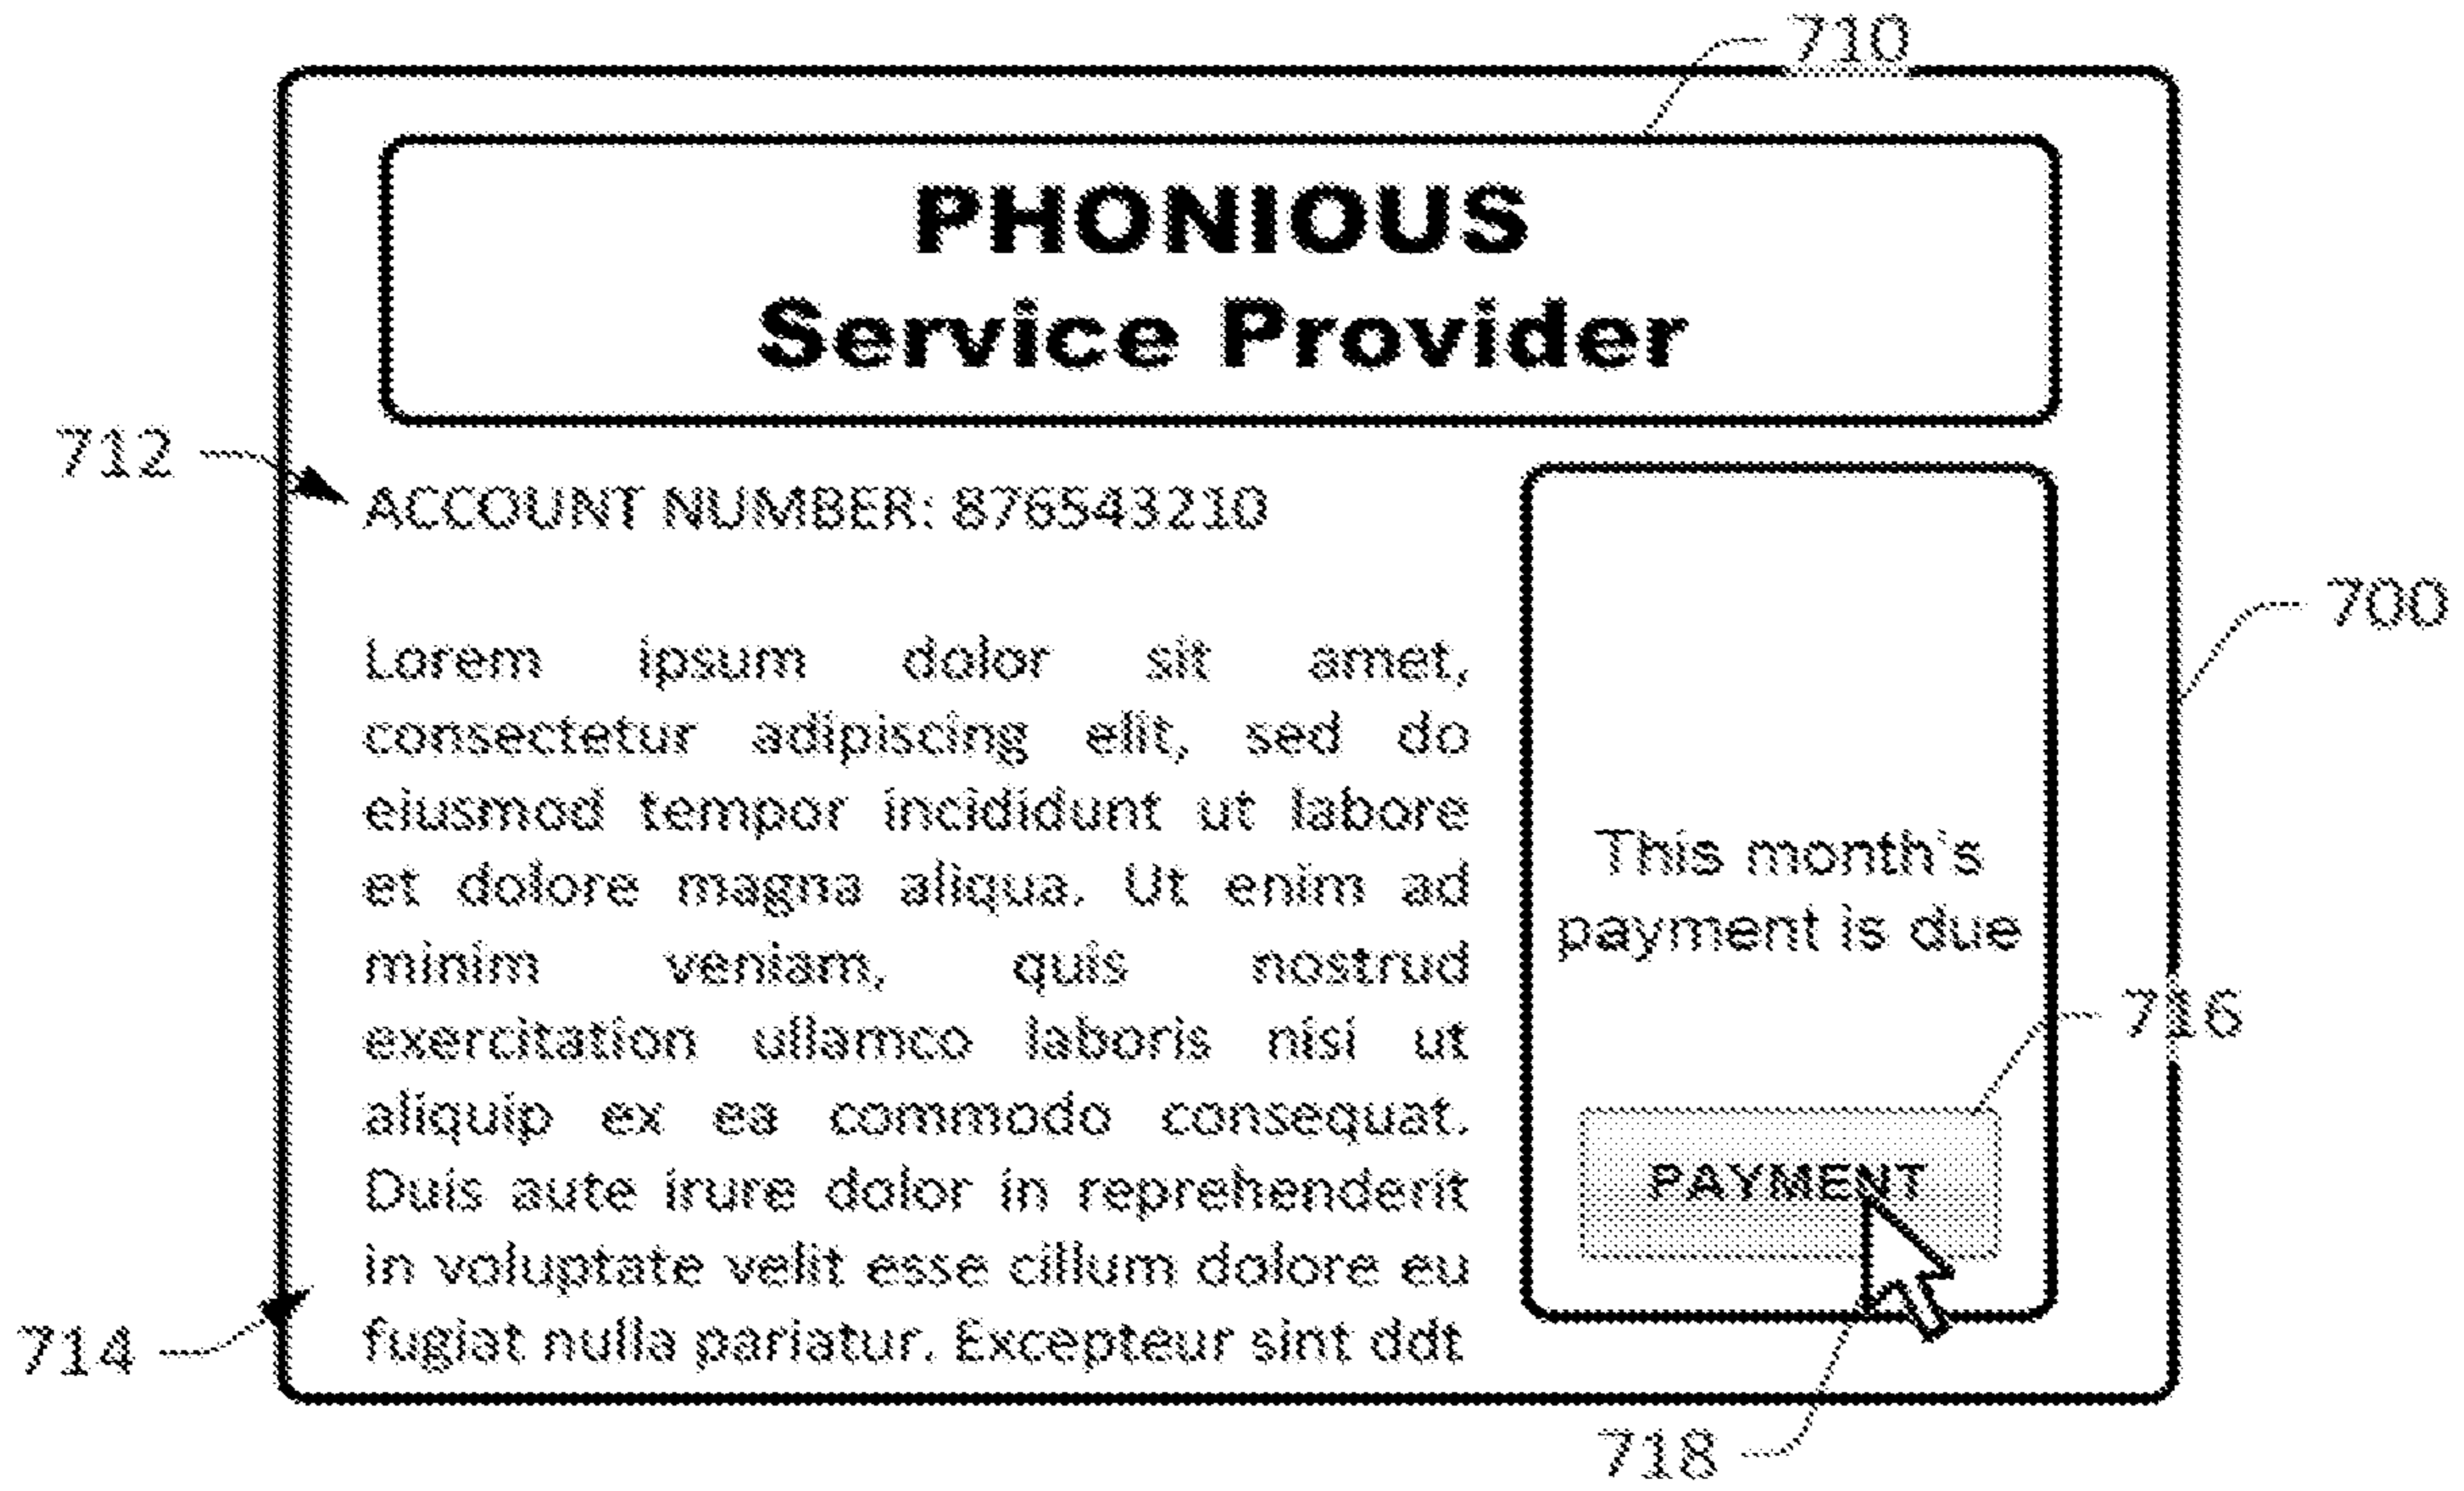 710
PHONIOUS
Service Provider
712
ACCOUNT NUMBER: 876543210
700
Lorem ipsum dolor sit amet,
consectetur adipiscing elit, sed do
eiusmod tempor incididunt ut labore
et dolore magna aliqua. Ut enim ad
minim veniam, quis nostrud
exercitation ullamco laboris nisi ut
aliquip ex ea commodo consequat.
Duis aute irure dolor in reprehenderit
in voluptate velit esse cillum dolore eu
fugiat nulla pariatur. Excepteur sint ddt
714
This month's
payment is due
716
PAYMENT
718